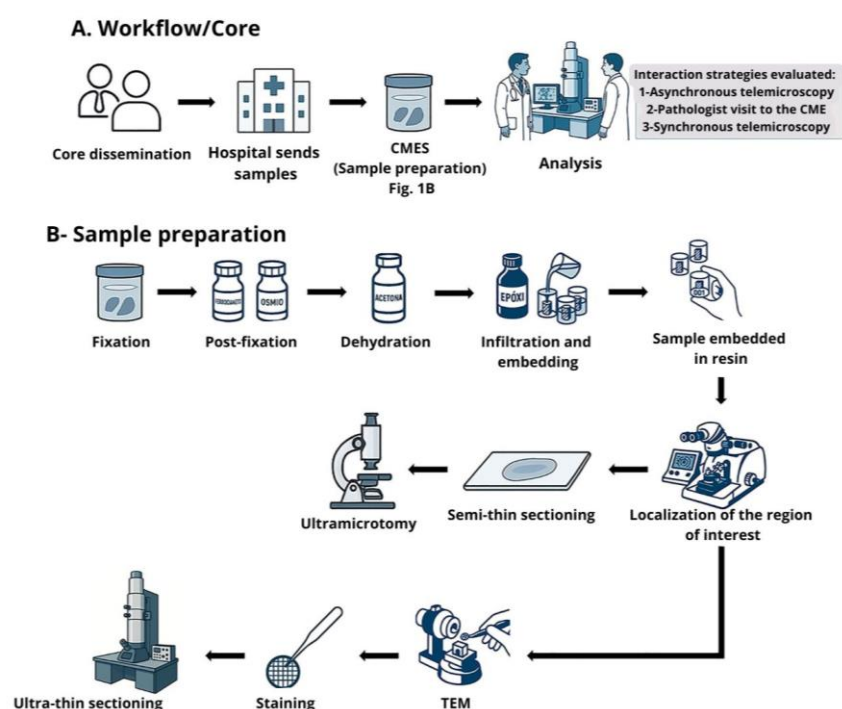 A. Workflow/Core
Interaction strategies evaluated:
1-Asynchronous telemicroscopy
2-Pathologist visit to the CME
3-Synchronous telemicroscopy
Core dissemination
Hospital sends
samples
CMES
(Sample preparation)
Fig. 1B
Analysis
B- Sample preparation
OSMIO
ACETONA
EPÓXI
001
Fixation
Post-fixation
Dehydration
Infiltration and
embedding
Sample embedded
in resin
Ultramicrotomy
Semi-thin sectioning
Localization of the region
of interest
Ultra-thin sectioning
Staining
TEM